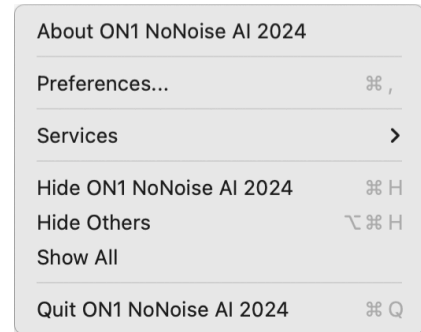 About ON1 NoNoise AI 2024
Preferences... ⌘ ,
Services >
Hide ON1 NoNoise AI 2024 ⌘ H
Hide Others ⌥ ⌘ H
Show All
Quit ON1 NoNoise AI 2024 ⌘ Q